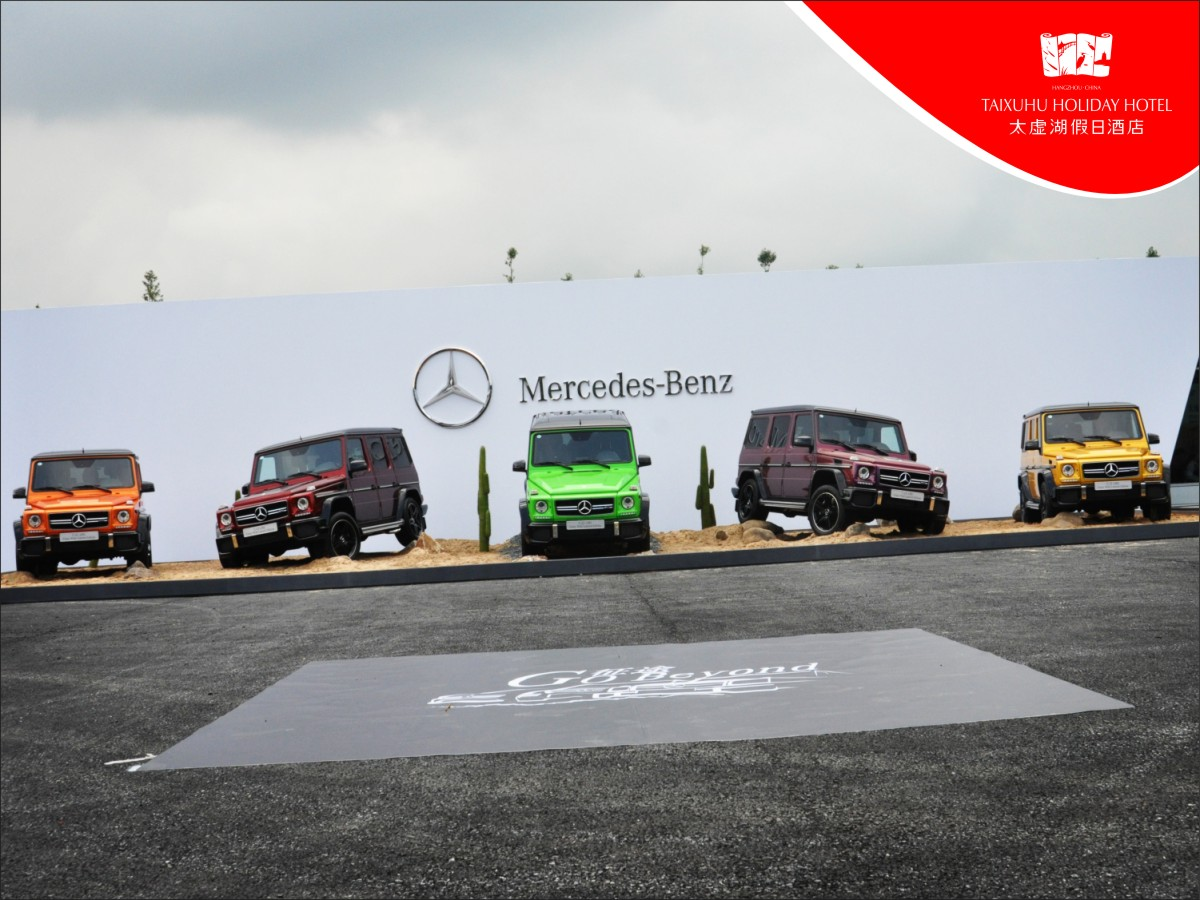 HANGZHOU·CHINA
TAIXUHU HOLIDAY HOTEL
太虚湖假日酒店
Mercedes-Benz
Go Beyond